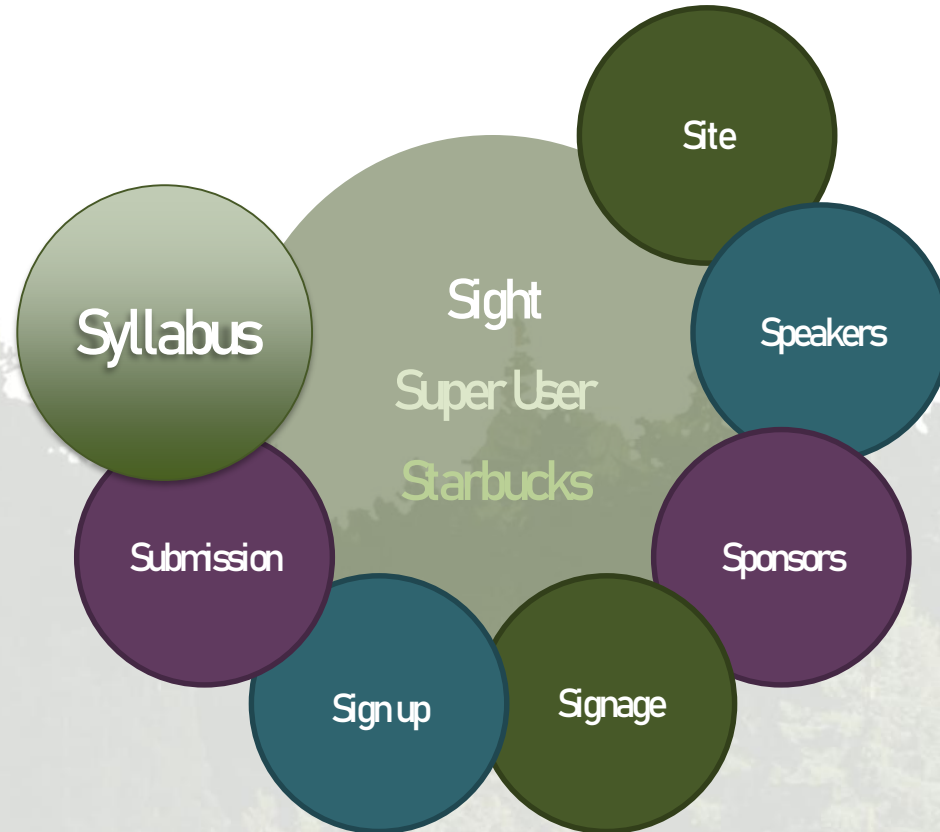 Site
Sight
Syllabus
Speakers
Super User
Starbucks
Submission
Sponsors
Sign up
Signage